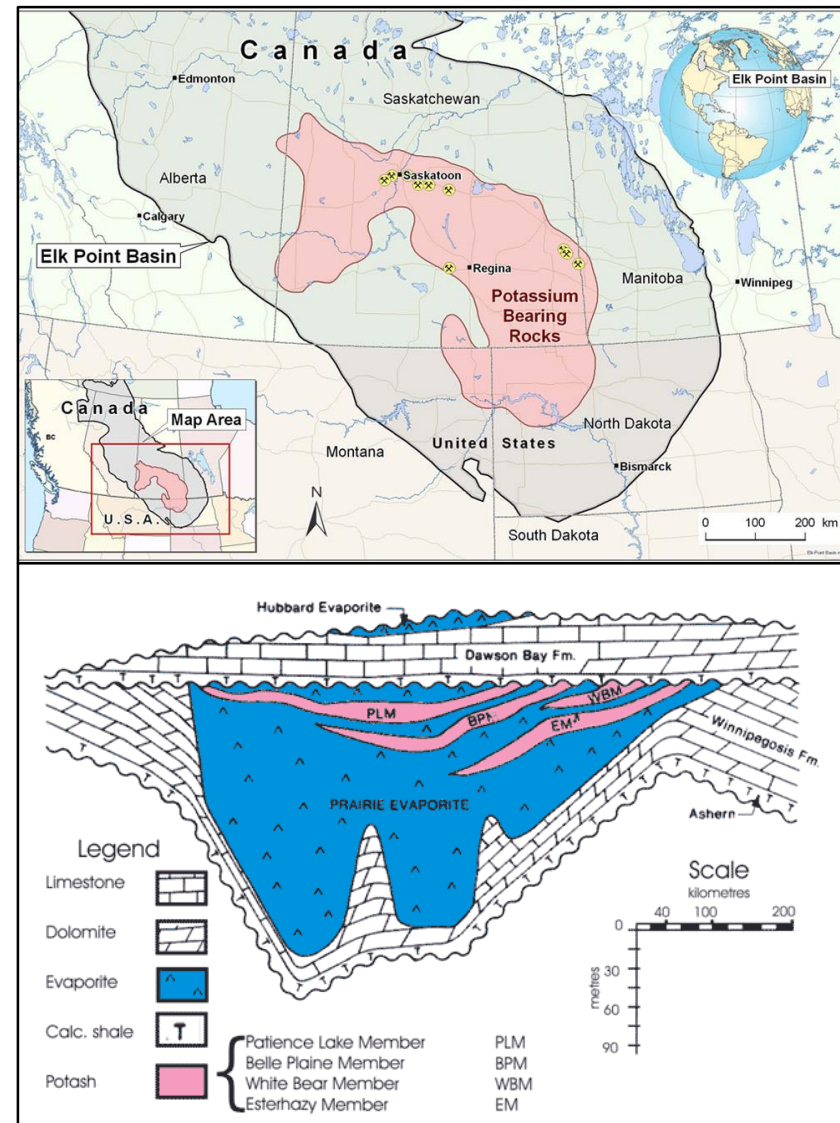 Canada
Elk Point Basin
Edmonton
Saskatchewan
Alberta
Saskatoon
Calgary
Elk Point Basin
Regina
Manitoba
Winnipeg
Potassium
Bearing
Rocks
Canada
Map Area
BC
U.S.A.
Montana
United States
North Dakota
Bismarck
N
South Dakota
0 100 200 km
Hubbard Evaporite
Dawson Bay Fm.
PLM
BPM
WBM
EM
Winnipegosis Fm.
PRAIRIE EVAPORITE
Ashern
Legend
Limestone
Dolomite
Evaporite
Calc. shale
Potash
Scale
kilometres
0 40 100 200
metres
30
60
90
Patience Lake Member PLM
Belle Plaine Member BPM
White Bear Member WBM
Esterhazy Member EM